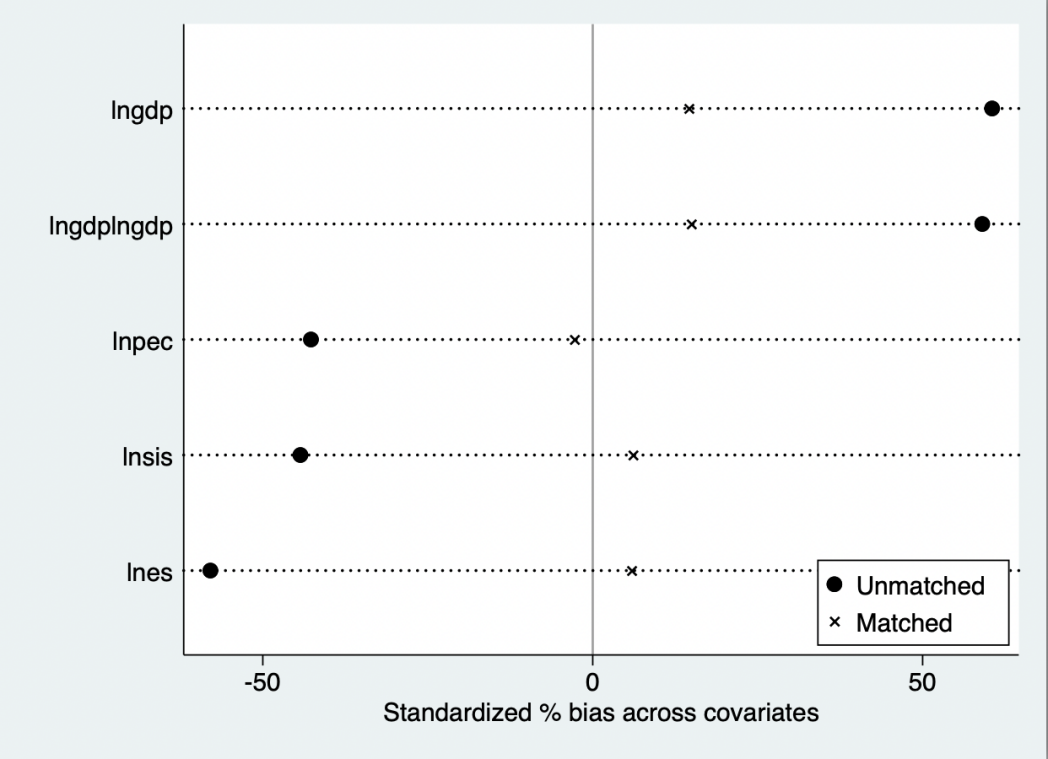 lngdp
lngdplngdp
lnpec
lnsis
lnes
Unmatched
Matched
-50
0
50
Standardized % bias across covariates